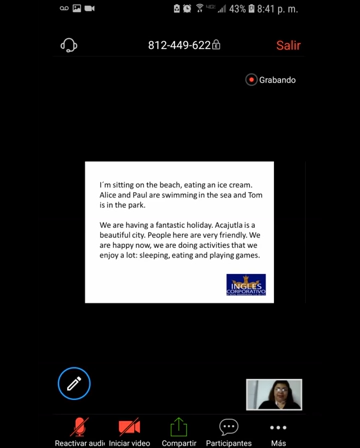 43% 8:41 p. m.
812-449-622 Salir
Grabando
I´m sitting on the beach, eating an ice cream.
Alice and Paul are swimming in the sea and Tom
is in the park.
We are having a fantastic holiday. Acajutla is a
beautiful city. People here are very friendly. We
are happy now, we are doing activities that we
enjoy a lot: sleeping, eating and playing games.
INGLÉS
CORPORATIVO
Reactivar audi Iniciar video Compartir Participantes Más